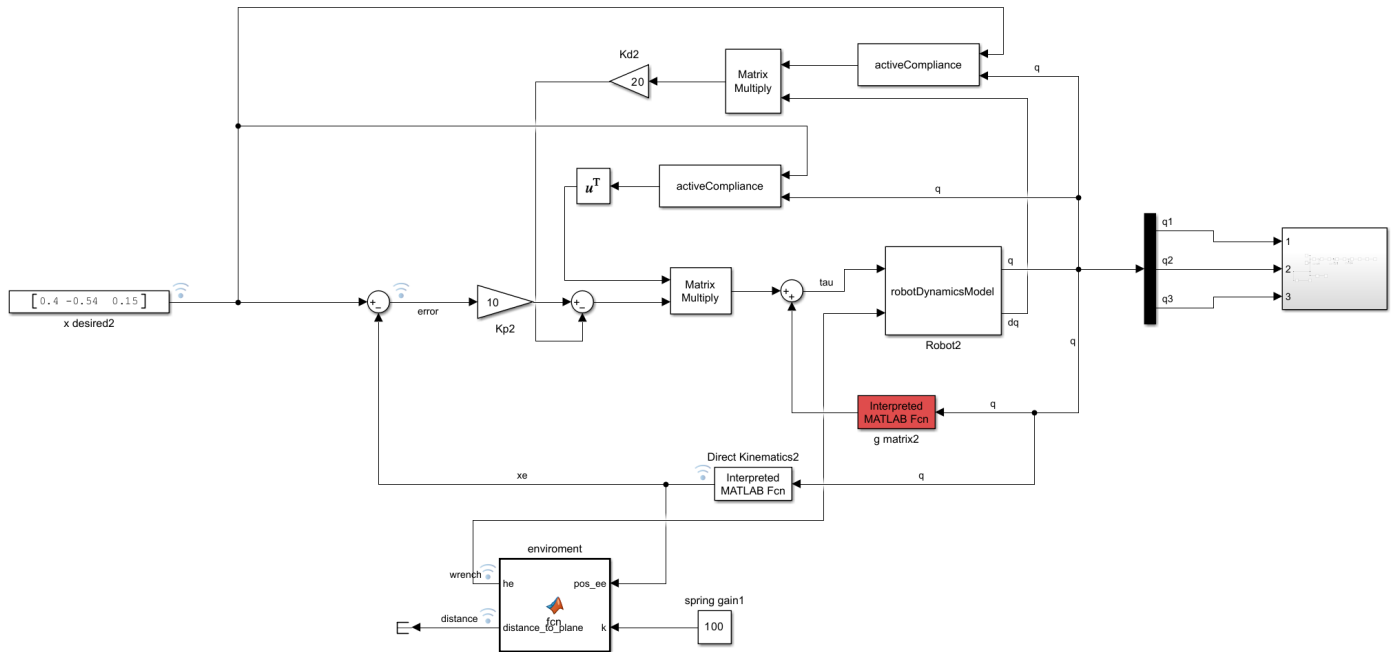 Kd2
20
Matrix
Multiply
activeCompliance
q
uᵀ
activeCompliance
q
q1
q2
q3
1
2
3
[0.4 -0.54 0.15]
x desired2
+
-
error
10
Kp2
+
-
Matrix
Multiply
+
+
tau
robotDynamicsModel
q
dq
Robot2
q
Interpreted
MATLAB Fcn
g matrix2
q
Direct Kinematics2
Interpreted
MATLAB Fcn
q
xe
enviroment
wrench
he
pos_ee
fcn
distance
distance_to_plane
k
spring gain1
100